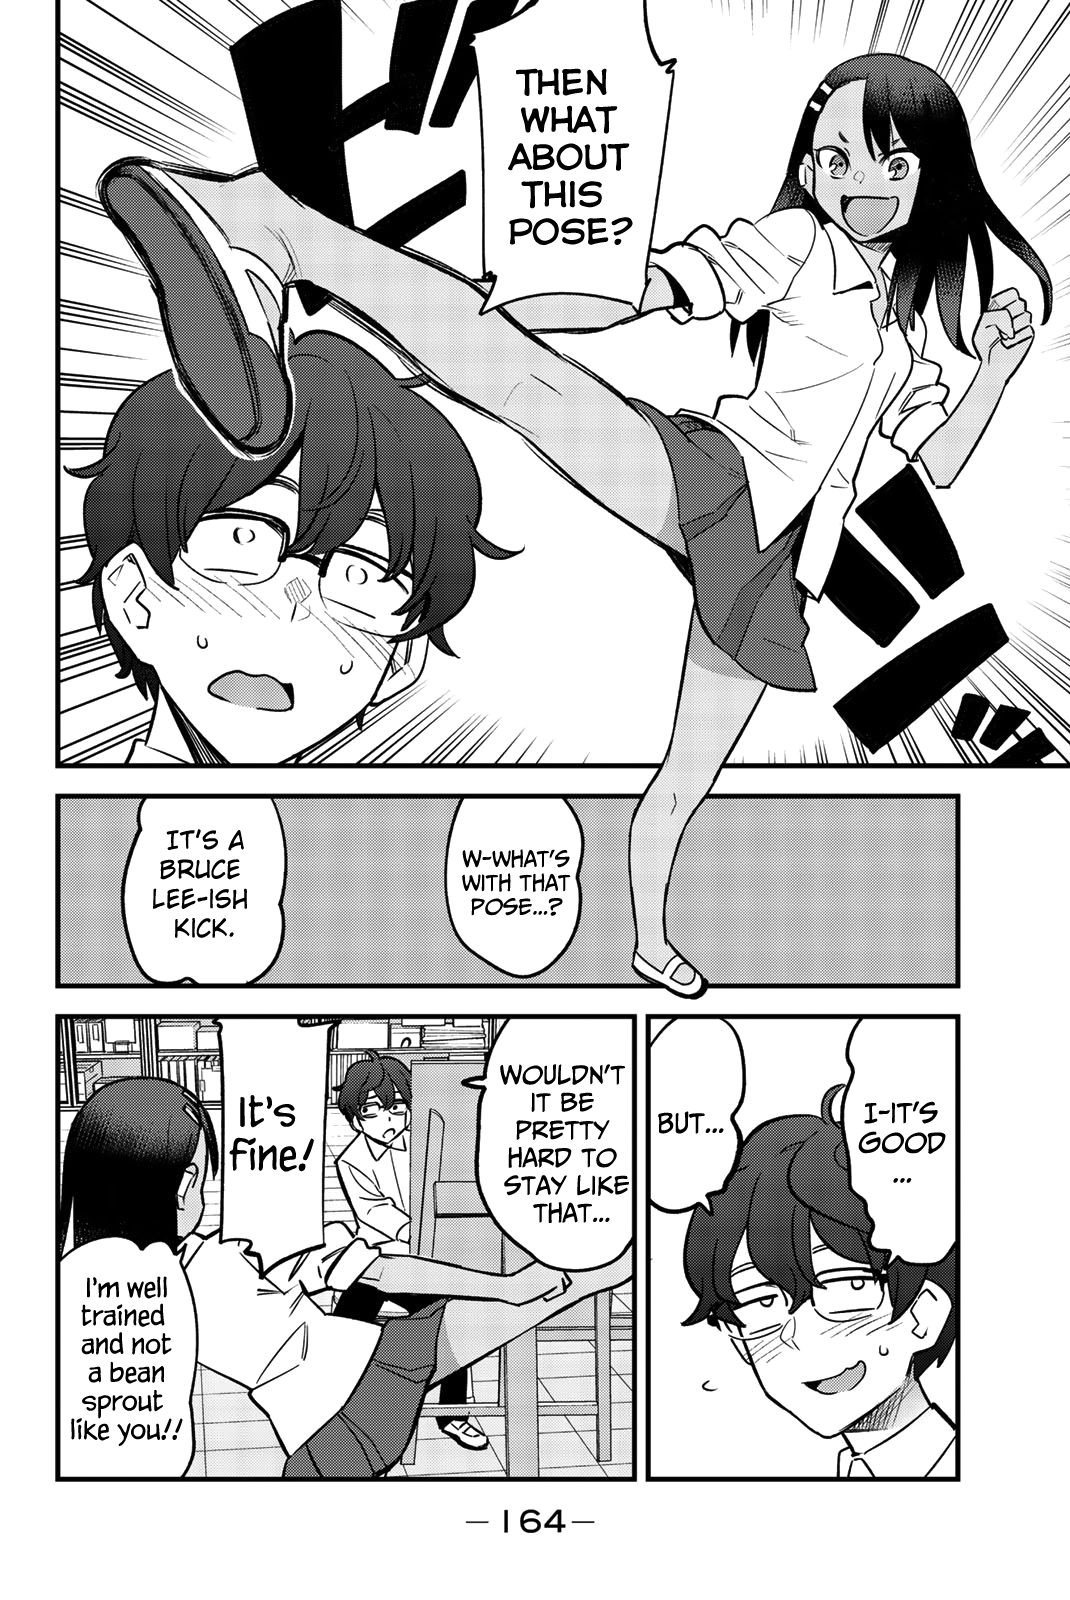 THEN
WHAT
ABOUT
THIS
POSE?
W-WHAT'S
WITH THAT
POSE...?
IT'S A
BRUCE
LEE-ISH
KICK.
I-IT'S
GOOD
...
BUT...
WOULDN'T
IT BE
PRETTY
HARD TO
STAY LIKE
THAT...
It's
fine!
I'm well
trained
and not
a bean
sprout
like you!!
—164—